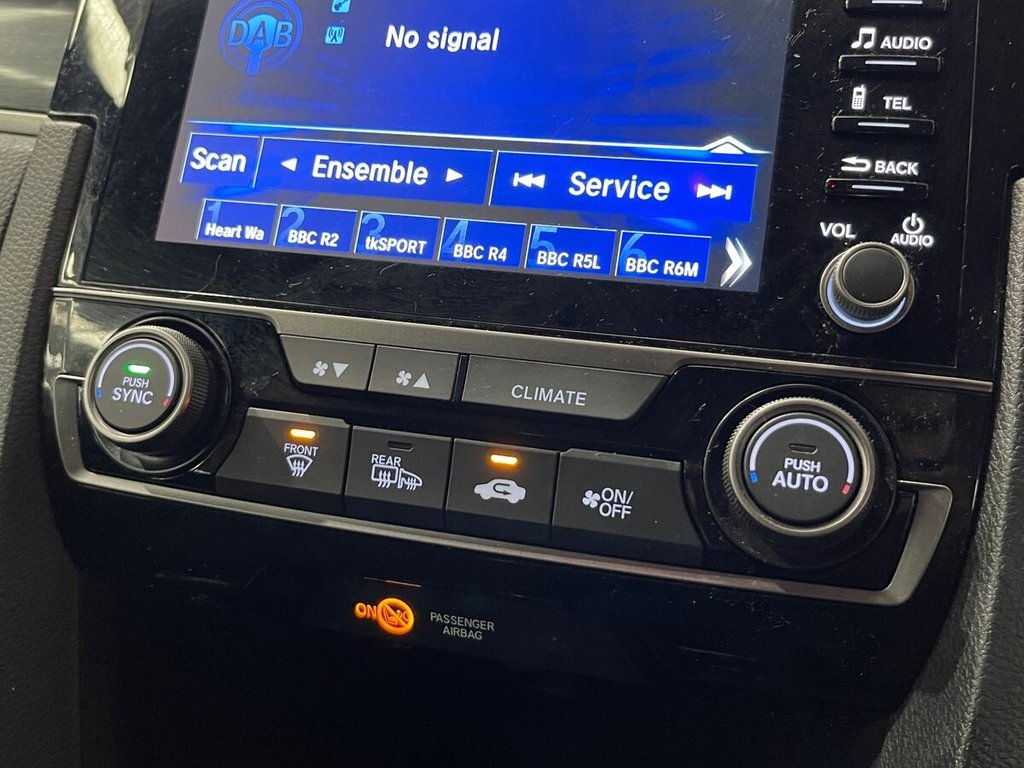 DAB
No signal
AUDIO
TEL
BACK
Scan
Ensemble
Service
VOL
AUDIO
1 Heart Wa
2 BBC R2
3 tkSPORT
4 BBC R4
5 BBC R5L
6 BBC R6M
PUSH
SYNC
CLIMATE
FRONT
REAR
ON/
OFF
PUSH
AUTO
ON
PASSENGER
AIRBAG